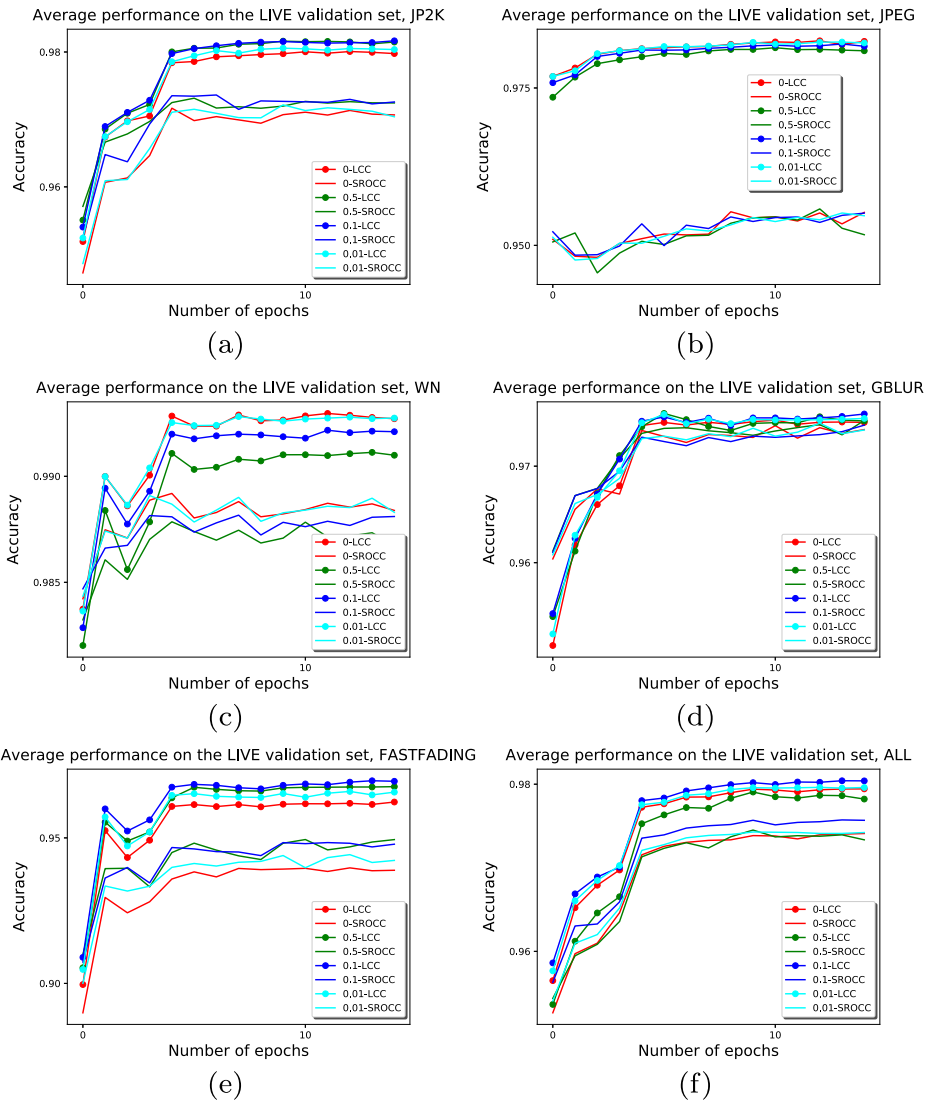 Average performance on the LIVE validation set, JP2K
Accuracy
0.98
0.96
0-LCC
0-SROCC
0.5-LCC
0.5-SROCC
0.1-LCC
0,1-SROCC
0.01-LCC
0,01-SROCC
0
10
Number of epochs
(a)
Average performance on the LIVE validation set, JPEG
Accuracy
0.975
0.950
0-LCC
0-SROCC
0.5-LCC
0.5-SROCC
0,1-LCC
0.1-SROCC
0.01-LCC
0.01-SROCC
0
10
Number of epochs
(b)
Average performance on the LIVE validation set, WN
Accuracy
0.990
0.985
0-LCC
0-SROCC
0.5-LCC
0.5-SROCC
0.1-LCC
0.1-SROCC
0.01-LCC
0.01-SROCC
0
10
Number of epochs
(c)
Average performance on the LIVE validation set, GBLUR
Accuracy
0.97
0.96
0-LCC
0-SROCC
0.5-LCC
0.5-SROCC
0.1-LCC
0.1-SROCC
0.01-LCC
0.01-SROCC
0
10
Number of epochs
(d)
Average performance on the LIVE validation set, FASTFADING
Accuracy
0.95
0.90
0-LCC
0-SROCC
0.5-LCC
0.5-SROCC
0.1-LCC
0.1-SROCC
0,01-LCC
0,01-SROCC
0
10
Number of epochs
(e)
Average performance on the LIVE validation set, ALL
Accuracy
0.98
0.96
0-LCC
0-SROCC
0.5-LCC
0.5-SROCC
0.1-LCC
0.1-SROCC
0.01-LCC
0.01-SROCC
0
10
Number of epochs
(f)